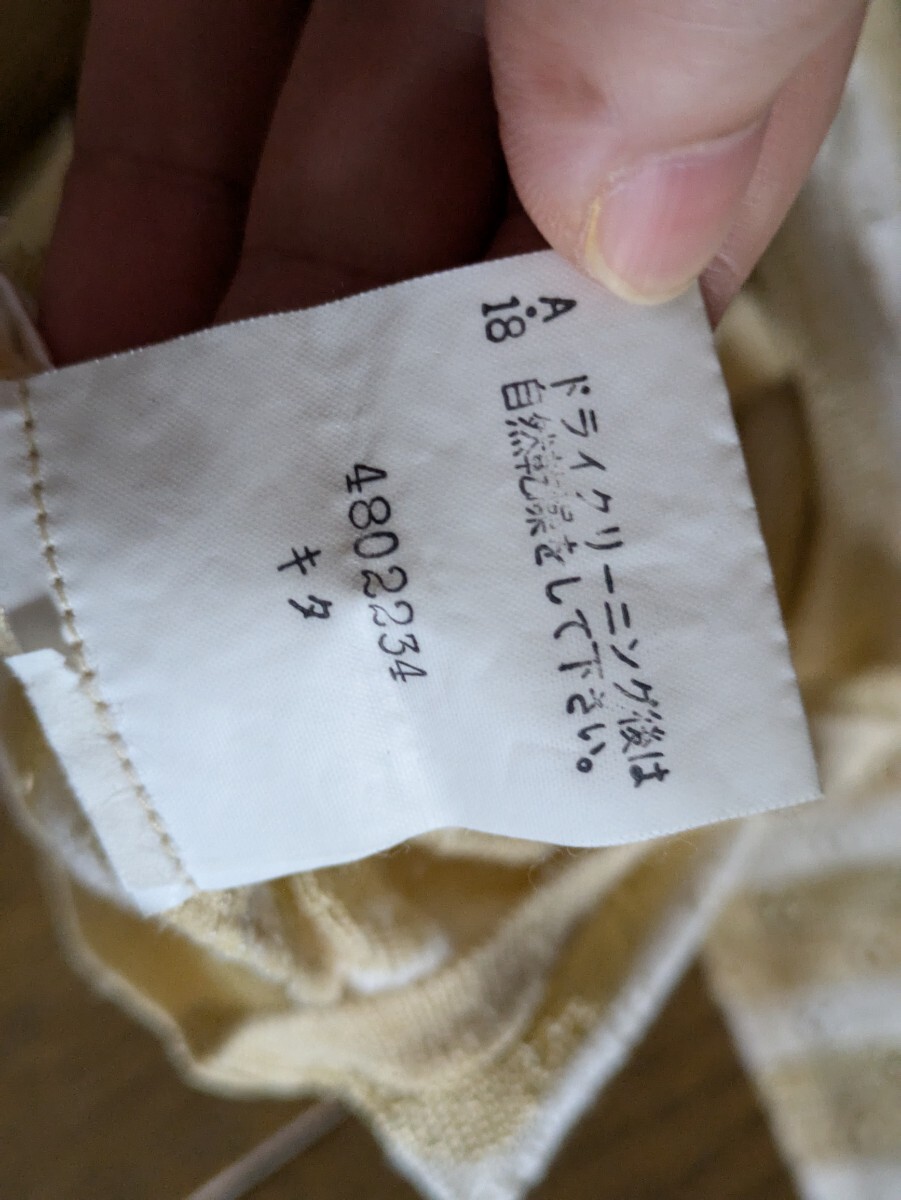 A・
18
ドライクリーニング後は
自然乾燥をして下さい。
4802234
キタ